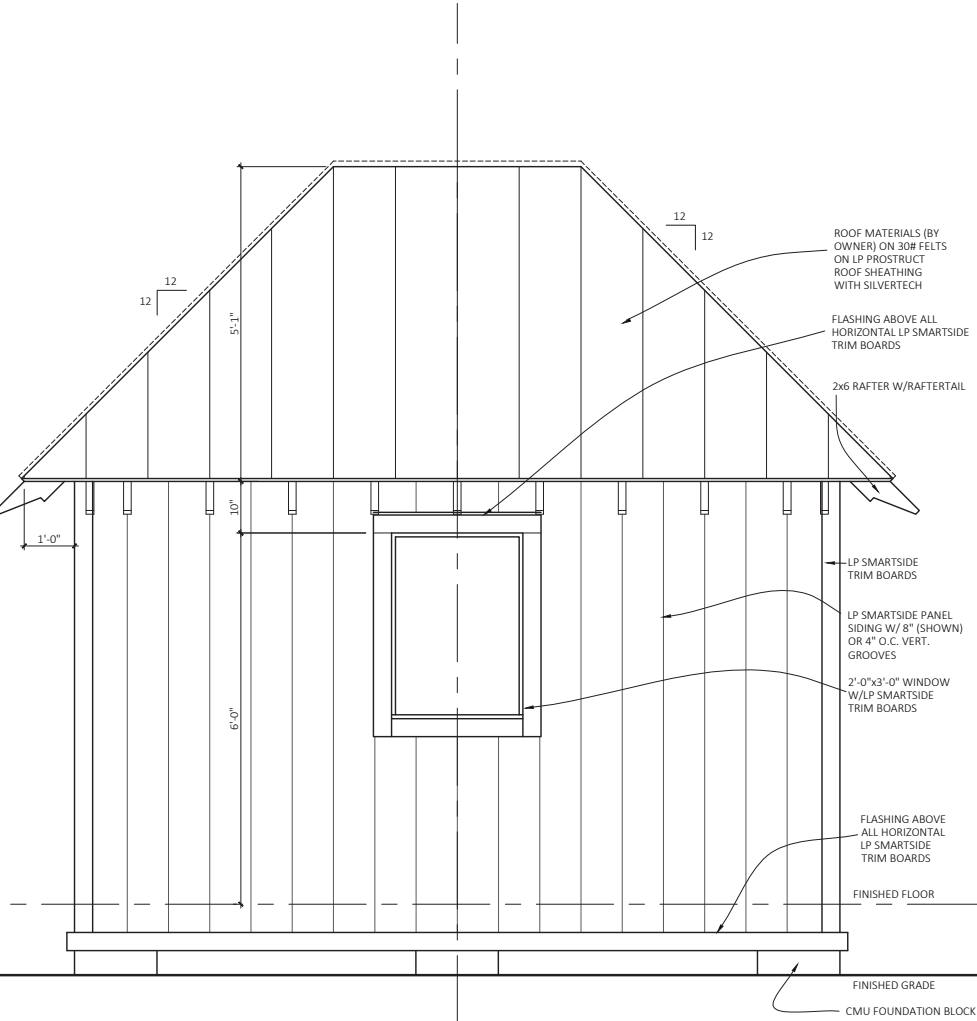 12
12
ROOF MATERIALS (BY
OWNER) ON 30# FELTS
ON LP PROSTRUCT
ROOF SHEATHING
WITH SILVERTECH
12
12
5'-1"
FLASHING ABOVE ALL
HORIZONTAL LP SMARTSIDE
TRIM BOARDS
2x6 RAFTER W/RAFTERTAIL
10"
1'-0"
LP SMARTSIDE
TRIM BOARDS
LP SMARTSIDE PANEL
SIDING W/ 8" (SHOWN)
OR 4" O.C. VERT.
GROOVES
2'-0"x3'-0" WINDOW
W/LP SMARTSIDE
TRIM BOARDS
6'-0"
FLASHING ABOVE
ALL HORIZONTAL
LP SMARTSIDE
TRIM BOARDS
FINISHED FLOOR
FINISHED GRADE
CMU FOUNDATION BLOCK